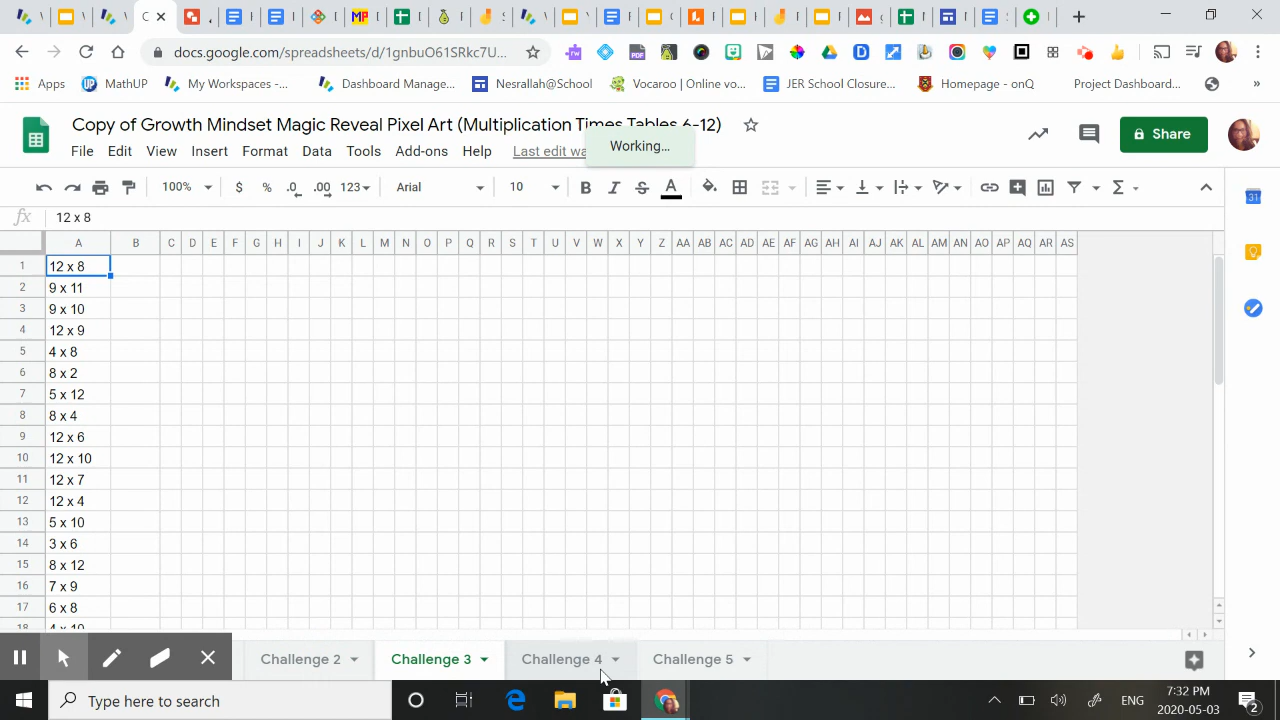 docs.google.com/spreadsheets/d/1gnbuO61SRkc7U...
Apps MathUP My Workspaces -... Dashboard Manage... Nesrallah@School Vocaroo | Online vo... JER School Closure... Homepage - onQ Project Dashboard... »
Copy of Growth Mindset Magic Reveal Pixel Art (Multiplication Times Tables 6-12)
Working...
File Edit View Insert Format Data Tools Add-ons Help Last edit wa
Share
100% $ % .0 .00 123 Arial 10 B I S A
fx 12 x 8
A B C D E F G H I J K L M N O P Q R S T U V W X Y Z AA AB AC AD AE AF AG AH AI AJ AK AL AM AN AO AP AQ AR AS
1 12 x 8
2 9 x 11
3 9 x 10
4 12 x 9
5 4 x 8
6 8 x 2
7 5 x 12
8 8 x 4
9 12 x 6
10 12 x 10
11 12 x 7
12 12 x 4
13 5 x 10
14 3 x 6
15 8 x 12
16 7 x 9
17 6 x 8
18 4 x 10
Challenge 2 Challenge 3 Challenge 4 Challenge 5
Type here to search
ENG
7:32 PM
2020-05-03
2